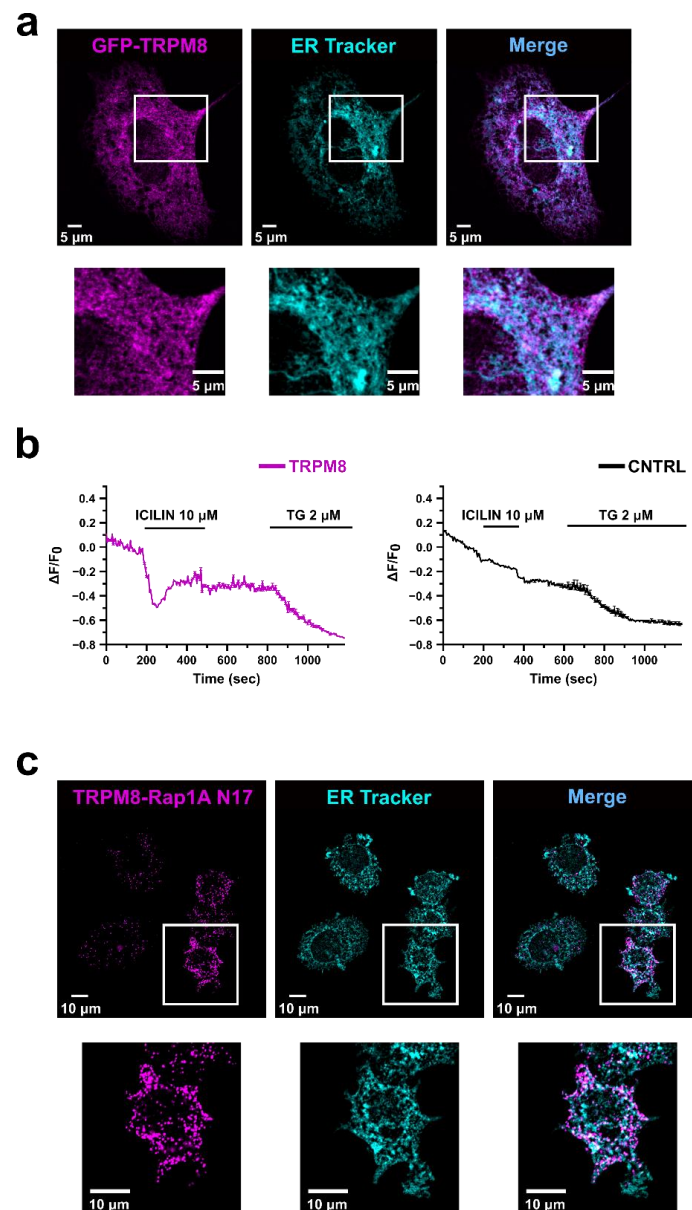 a
GFP-TRPM8 ER Tracker Merge
5 µm 5 µm 5 µm
5 µm 5 µm 5 µm
b
TRPM8 CNTRL
ICILIN 10 µM TG 2 µM
ΔF/F0
0.4
0.2
0.0
−0.2
−0.4
−0.6
−0.8
0 200 400 600 800 1000
Time (sec)
ICILIN 10 µM TG 2 µM
ΔF/F0
0.4
0.2
0.0
−0.2
−0.4
−0.6
−0.8
0 200 400 600 800 1000
Time (sec)
c
TRPM8-Rap1A N17 ER Tracker Merge
10 µm 10 µm 10 µm
10 µm 10 µm 10 µm